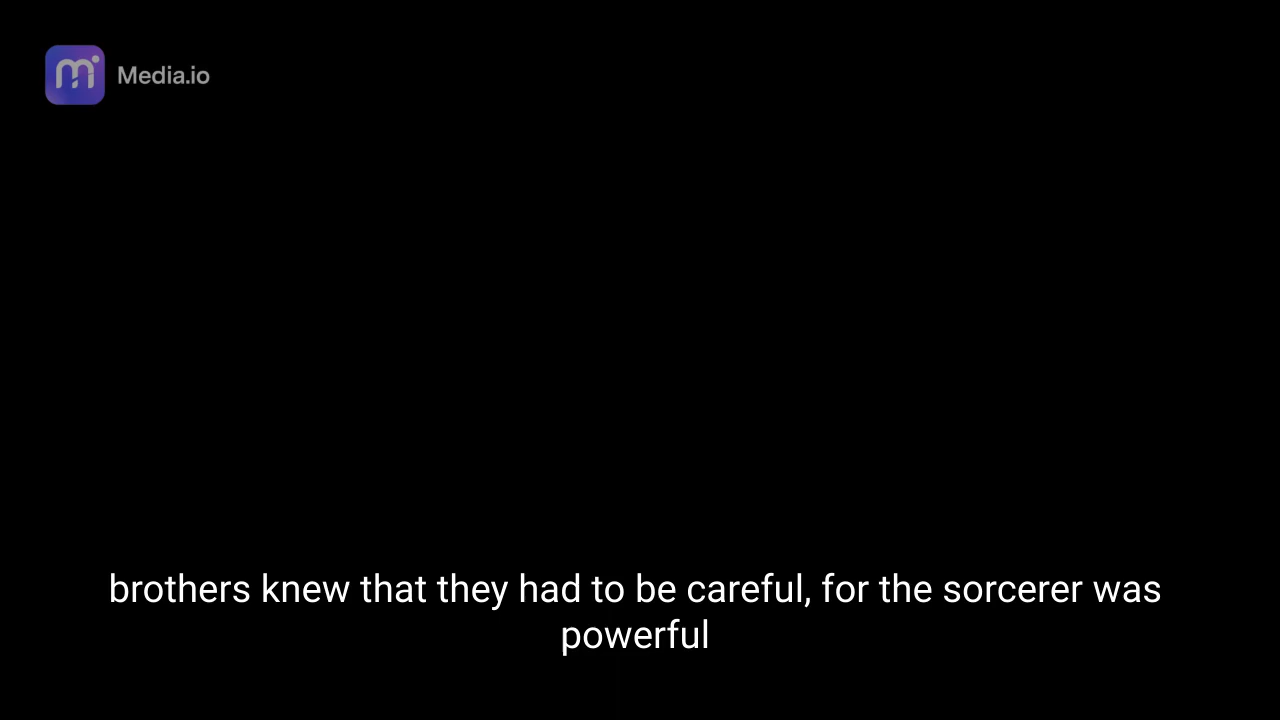 Media.io
brothers knew that they had to be careful, for the sorcerer was
powerful